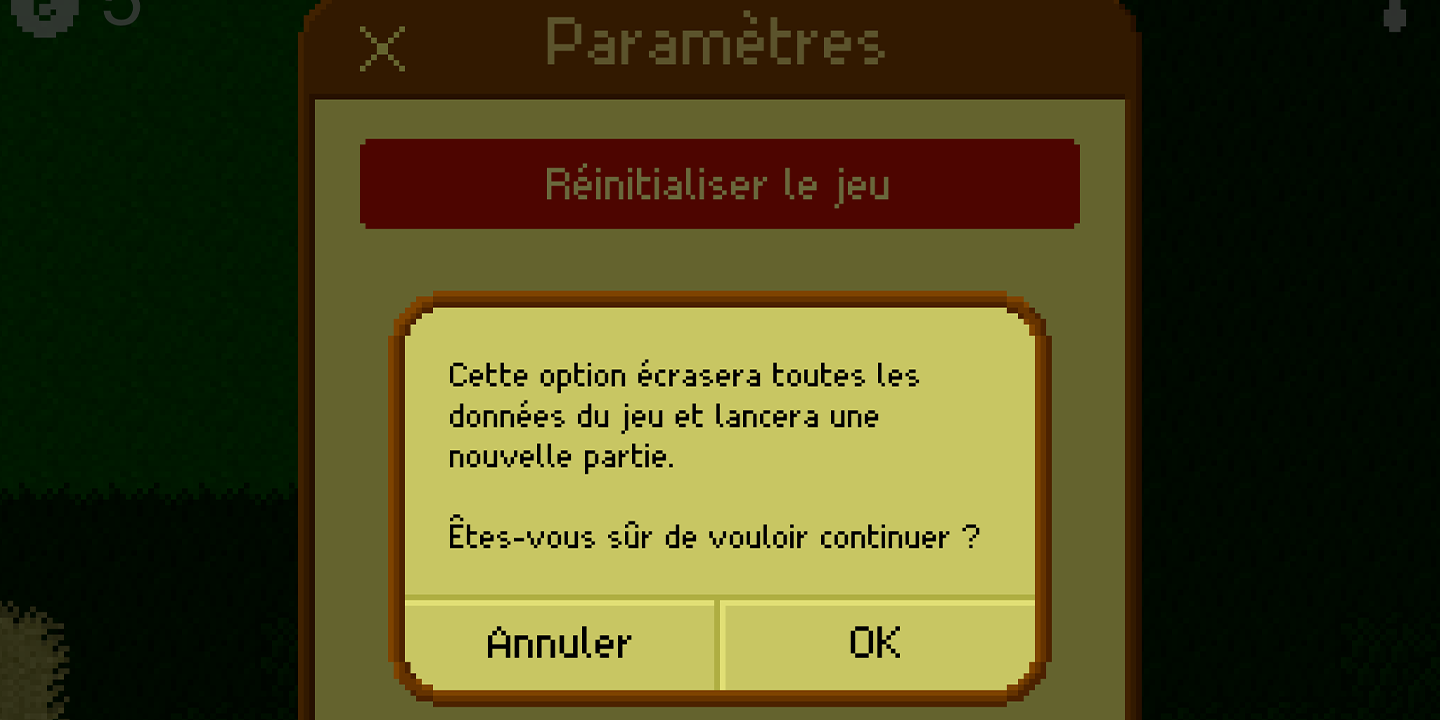 5
Paramètres
Réinitialiser le jeu
Cette option écrasera toutes les
données du jeu et lancera une
nouvelle partie.
Êtes-vous sûr de vouloir continuer ?
Annuler
OK